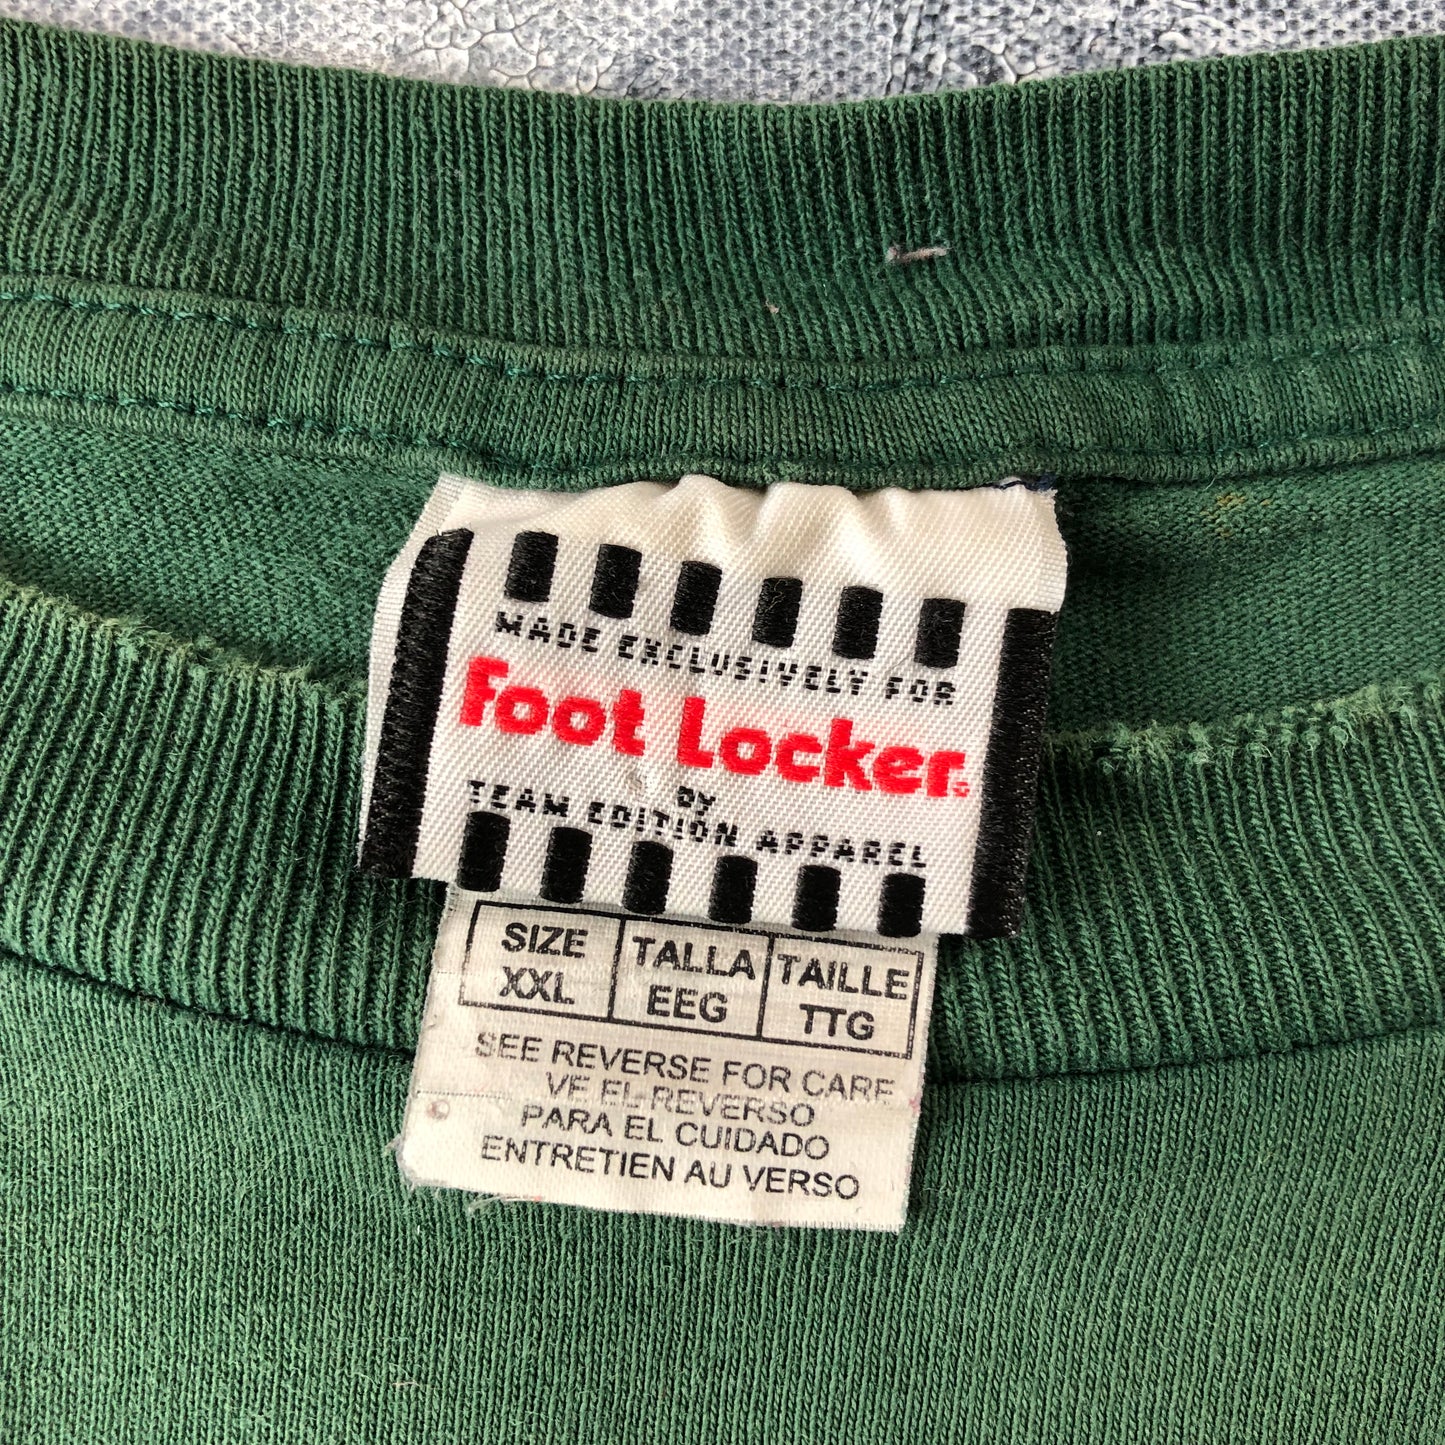 MADE EXCLUSIVELY FOR
Foot Locker
BY
TEAM EDITION APPAREL
SIZE TALLA TAILLE
XXL EEG TTG
SEE REVERSE FOR CARE
VE EL REVERSO
PARA EL CUIDADO
ENTRETIEN AU VERSO